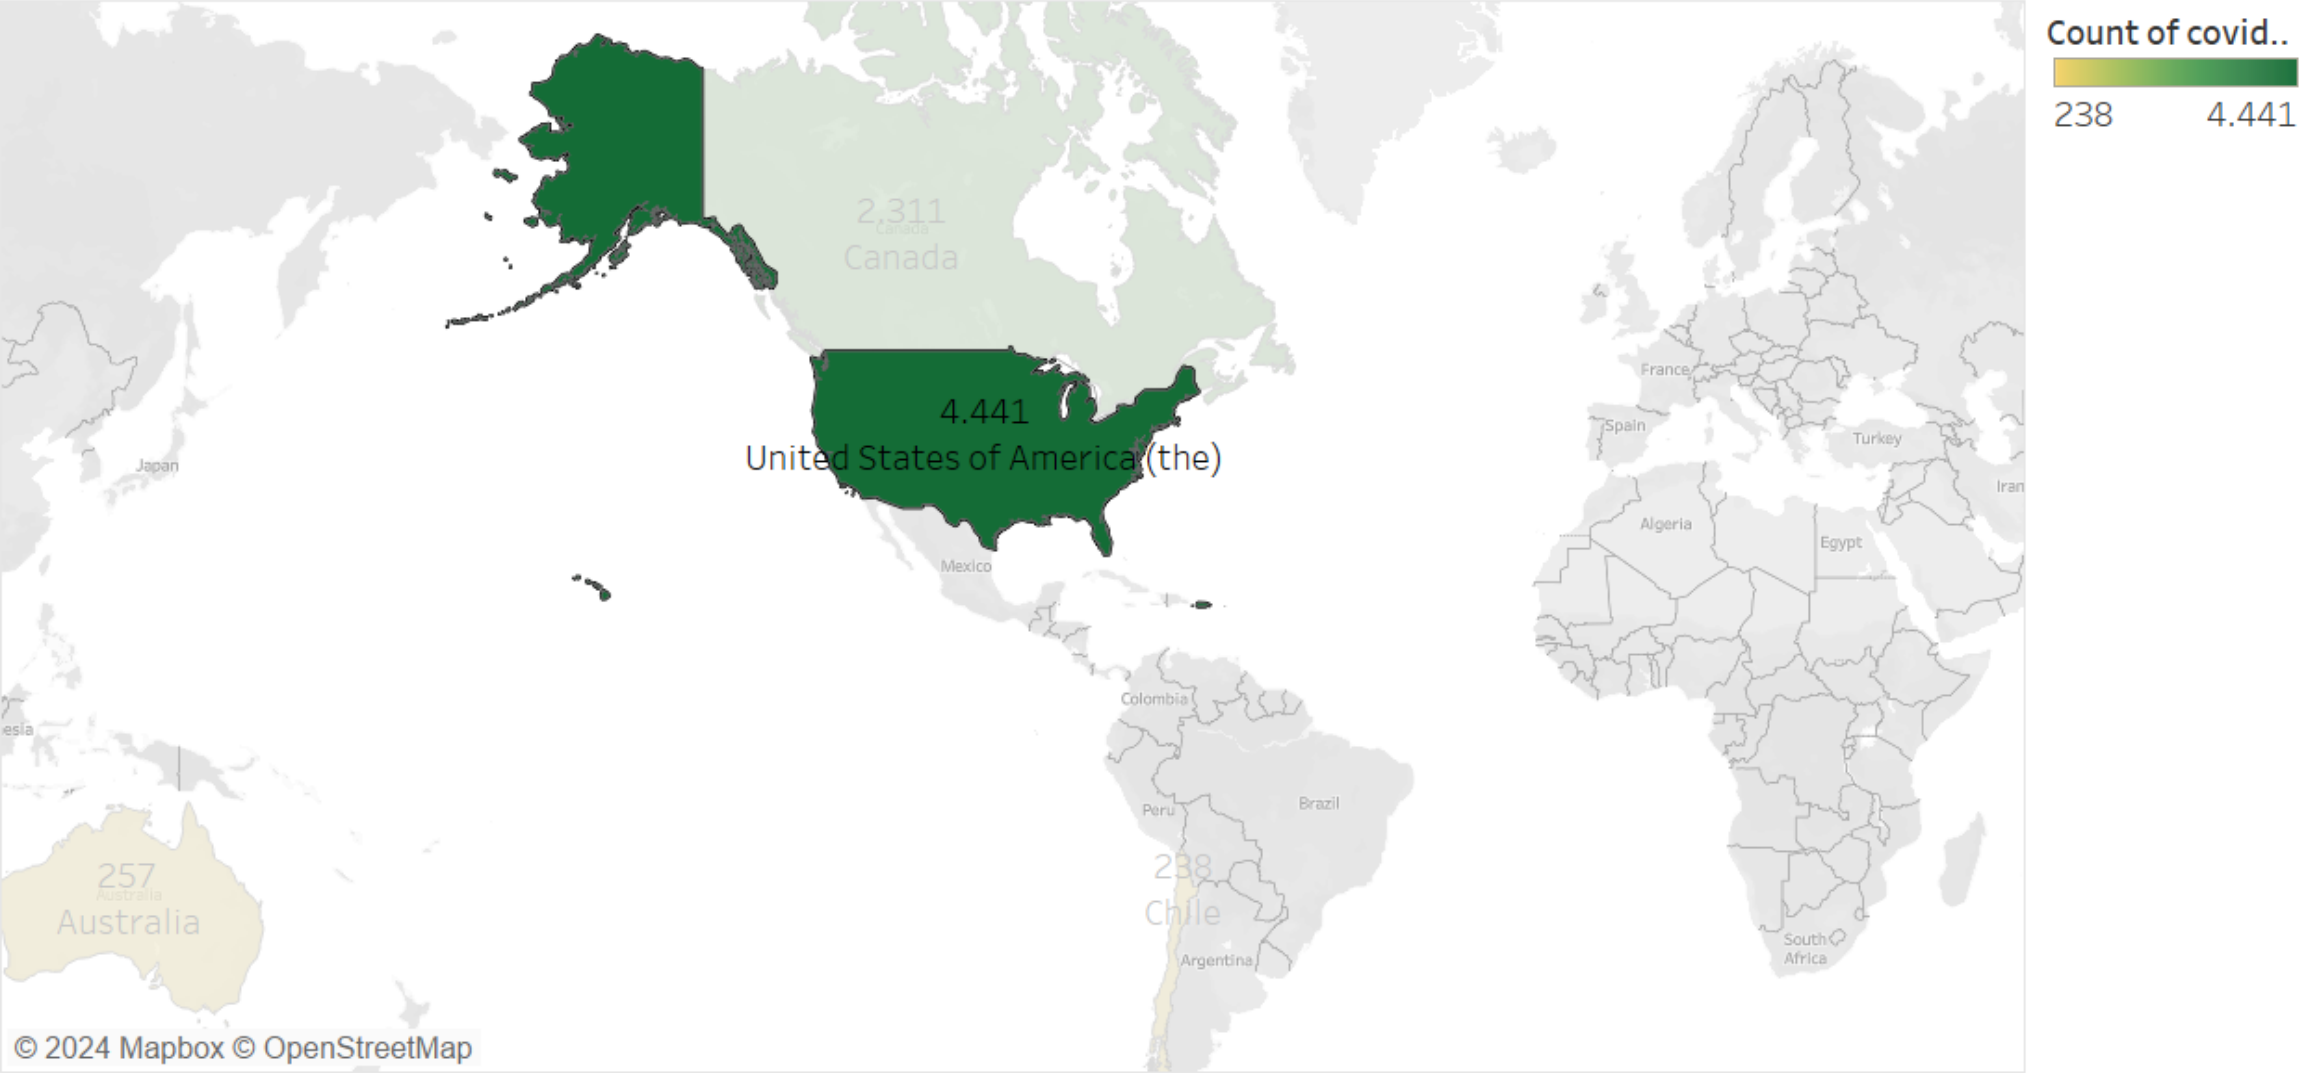 Count of covid..
238 4.441
2.311
Canada
Canada
4.441
United States of America (the)
France
Spain
Turkey
Japan
Iran
Algeria
Egypt
Mexico
Colombia
esia
Peru
Brazil
257
Australia
Australia
238
Chile
Argentina
South
Africa
© 2024 Mapbox © OpenStreetMap